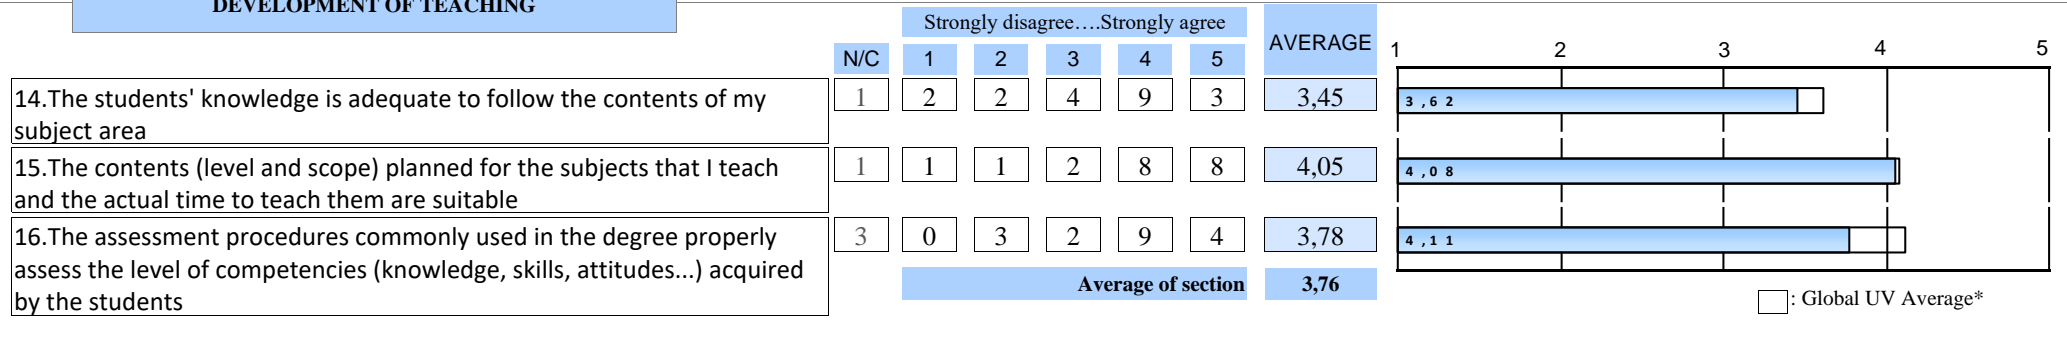 DEVELOPMENT OF TEACHING
Strongly disagree….Strongly agree
AVERAGE
N/C 1 2 3 4 5
1 2 3 4 5
14.The students' knowledge is adequate to follow the contents of my
subject area
1 2 2 4 9 3 3,45
3,62
15.The contents (level and scope) planned for the subjects that I teach
and the actual time to teach them are suitable
1 1 1 2 8 8 4,05
4,08
16.The assessment procedures commonly used in the degree properly
assess the level of competencies (knowledge, skills, attitudes...) acquired
by the students
3 0 3 2 9 4 3,78
4,11
Average of section 3,76
: Global UV Average*